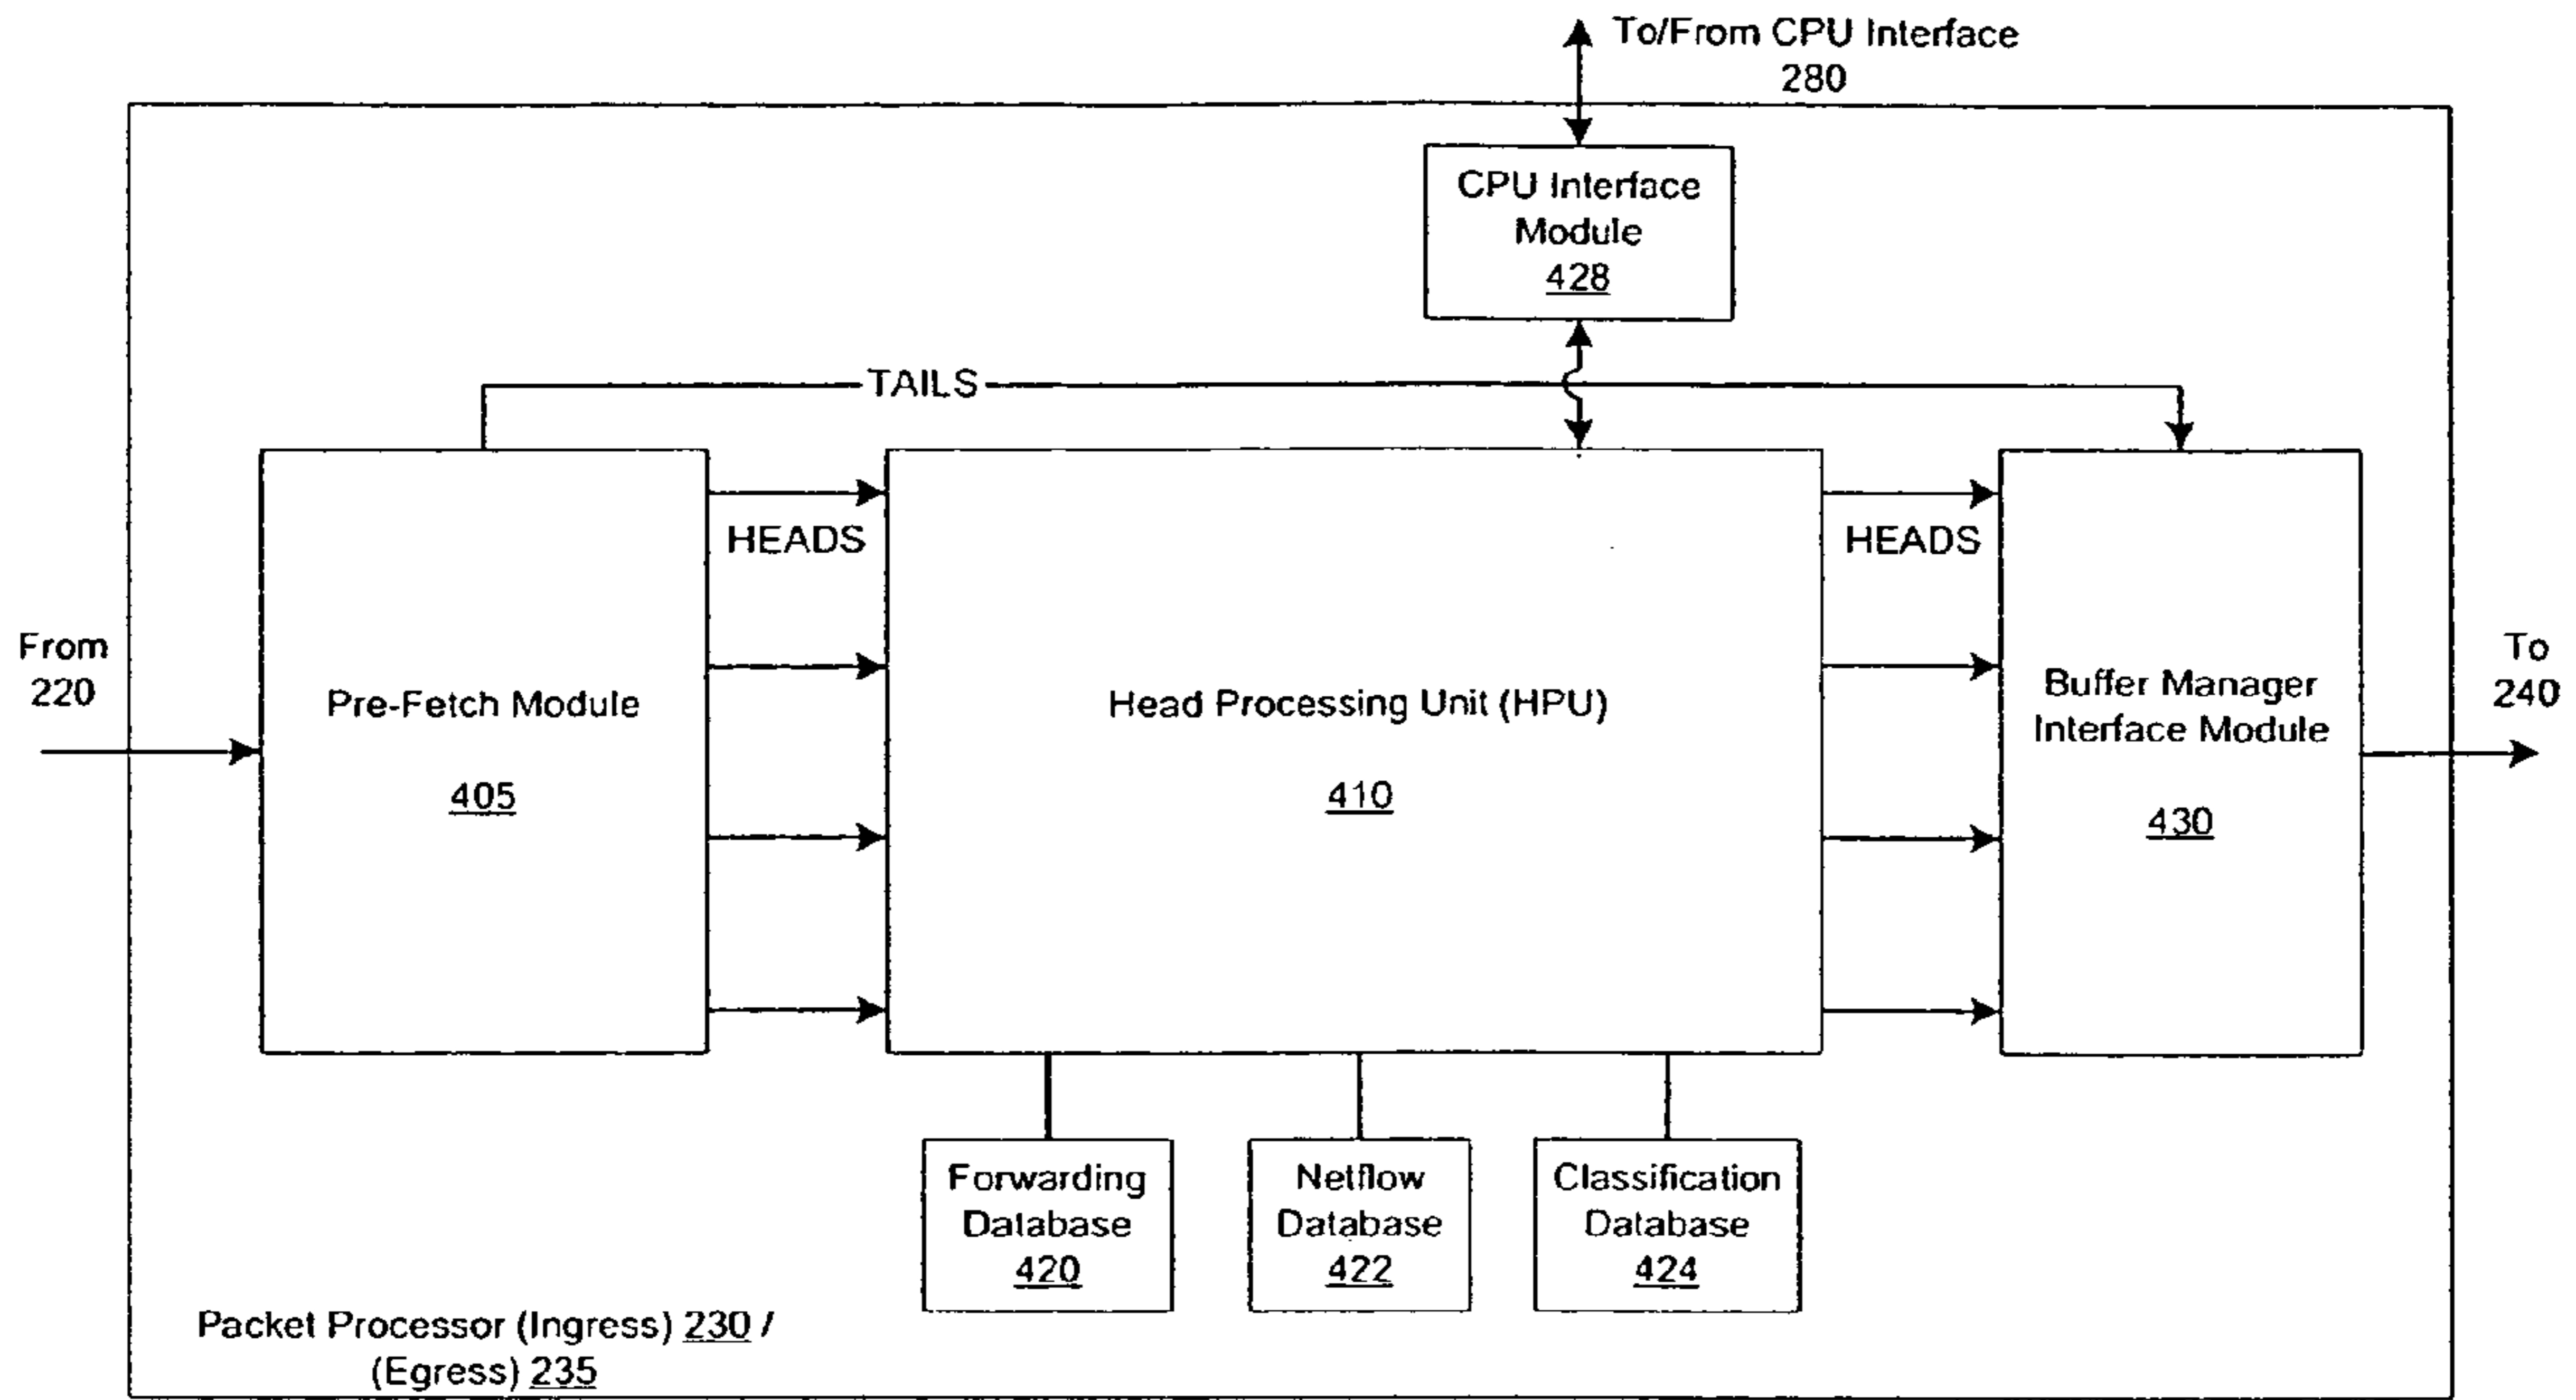 To/From CPU Interface
280
CPU Interface
Module
428
TAILS
HEADS
HEADS
From
220
Pre-Fetch Module
405
Head Processing Unit (HPU)
410
Buffer Manager
Interface Module
430
To
240
Forwarding
Database
420
Netflow
Database
422
Classification
Database
424
Packet Processor (Ingress) 230 /
(Egress) 235